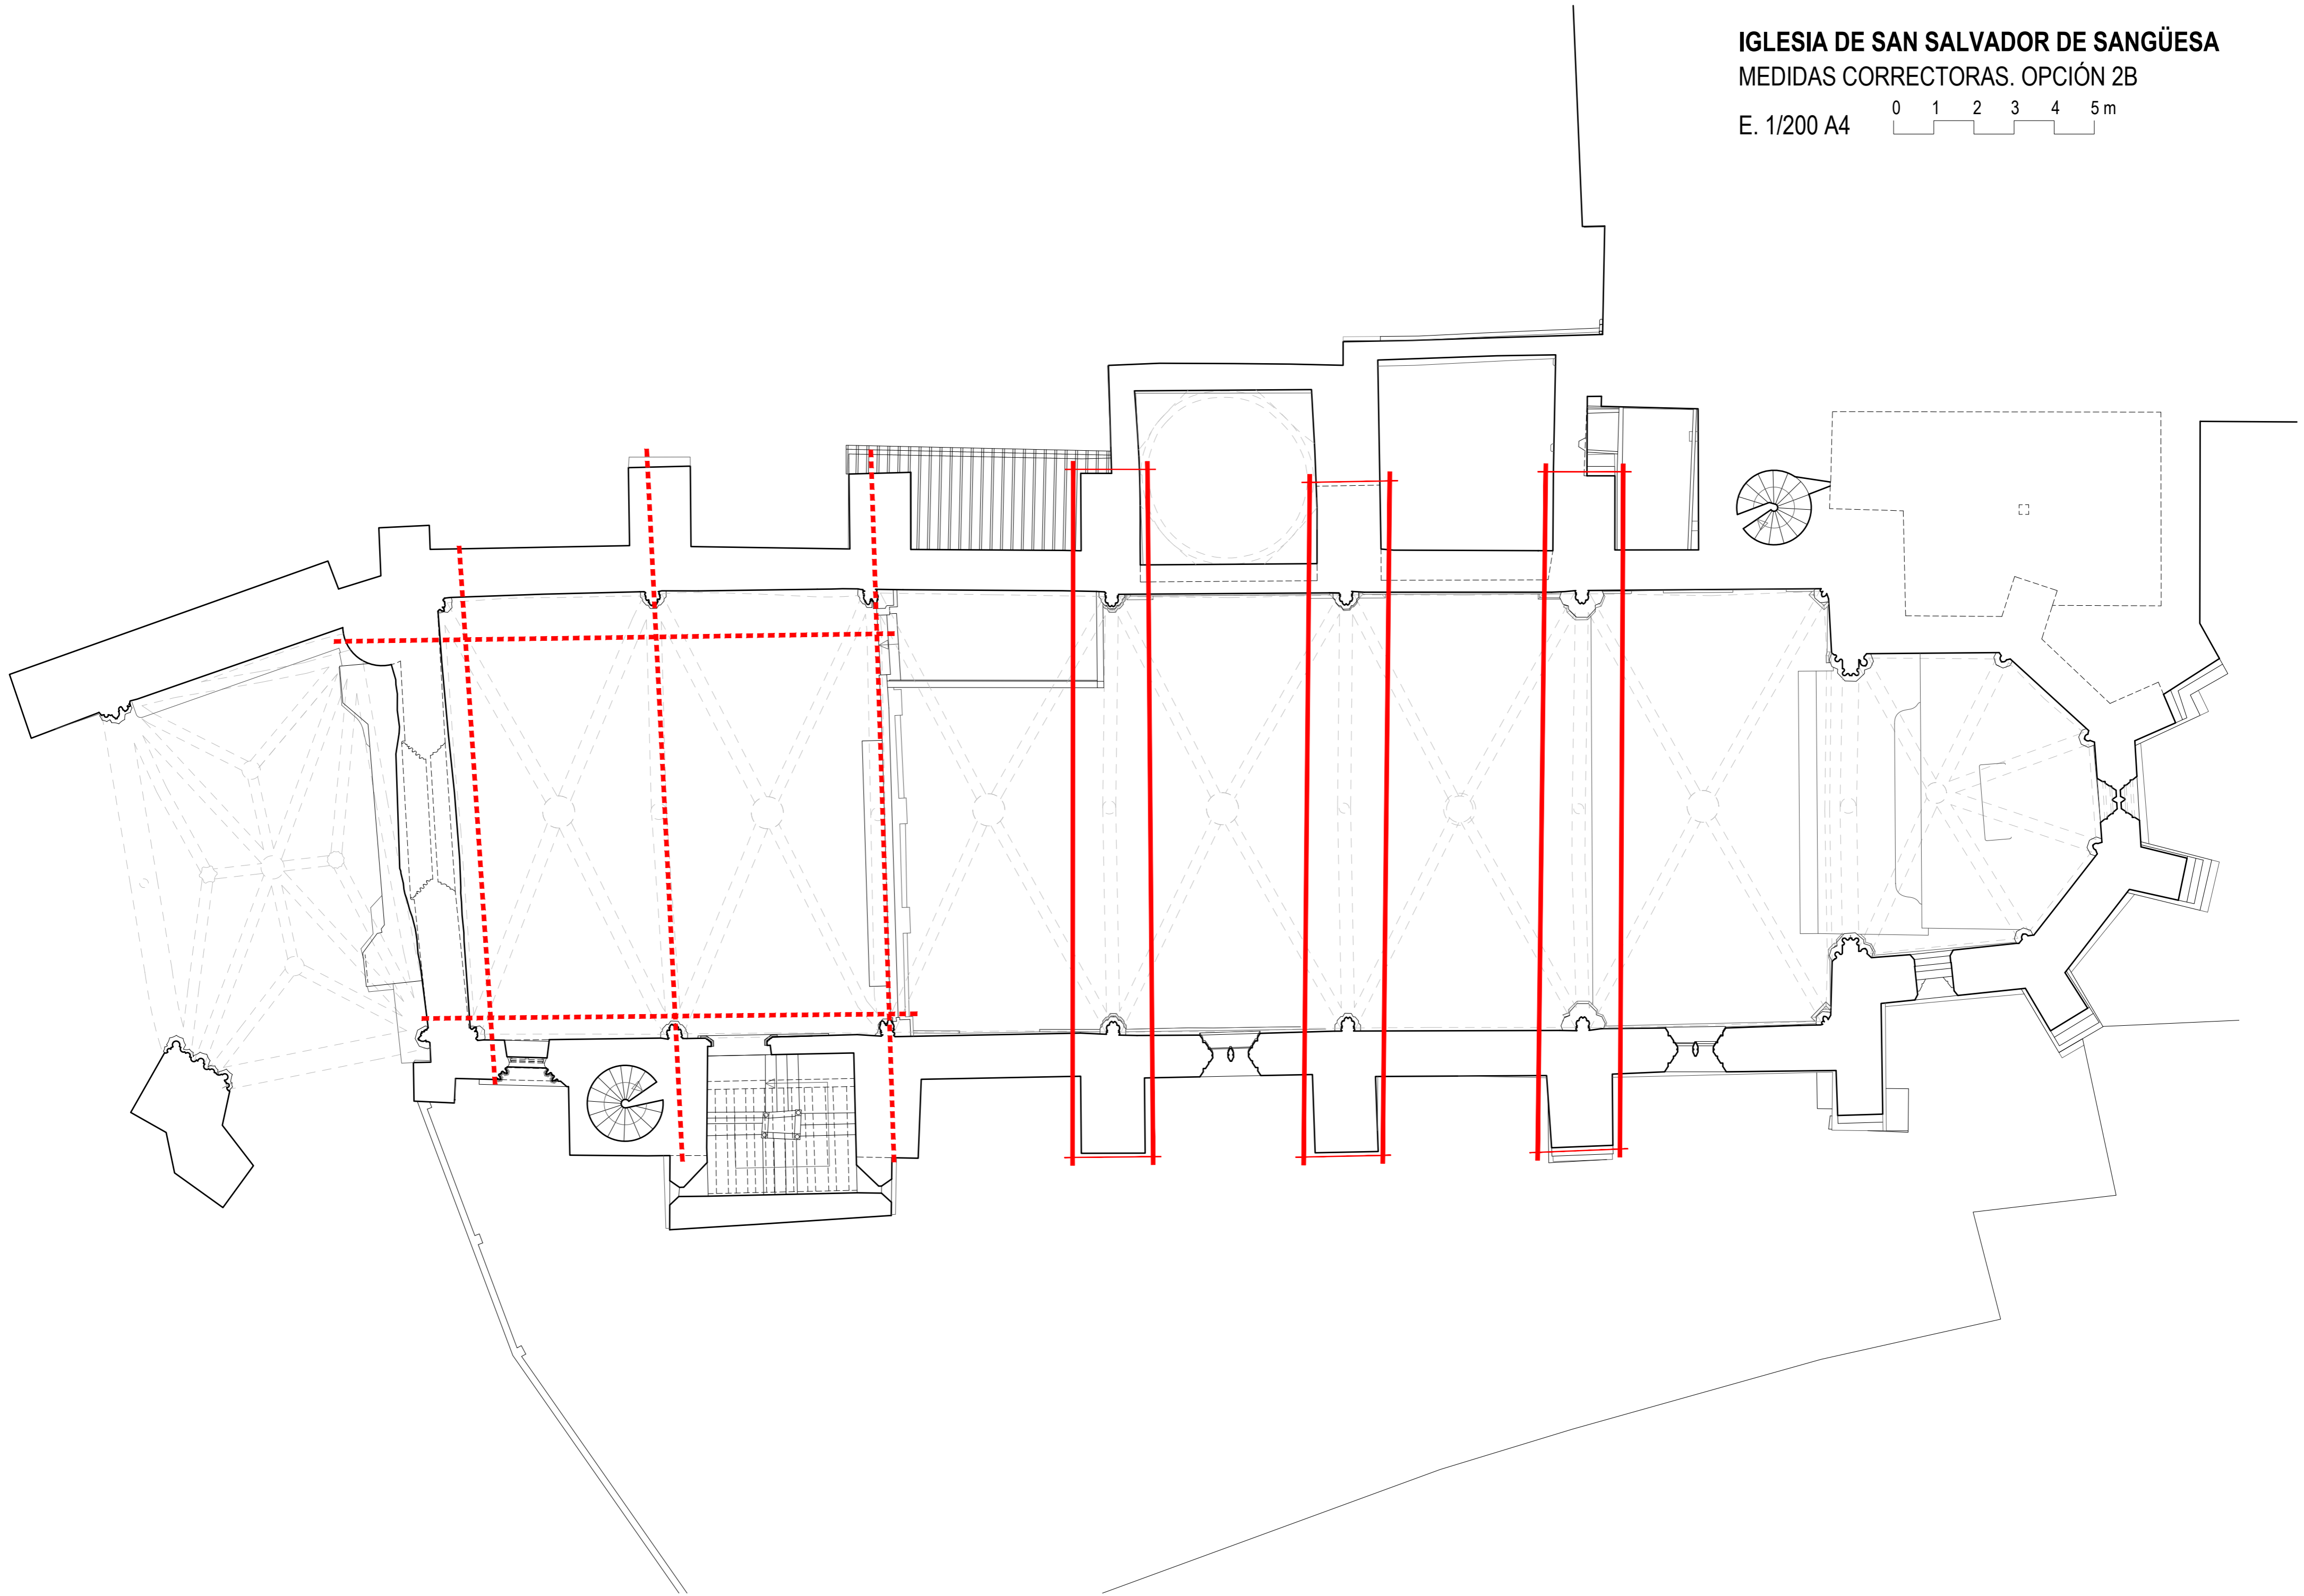 IGLESIA DE SAN SALVADOR DE SANGÜESA
MEDIDAS CORRECTORAS. OPCIÓN 2B
0 1 2 3 4 5 m
E. 1/200 A4